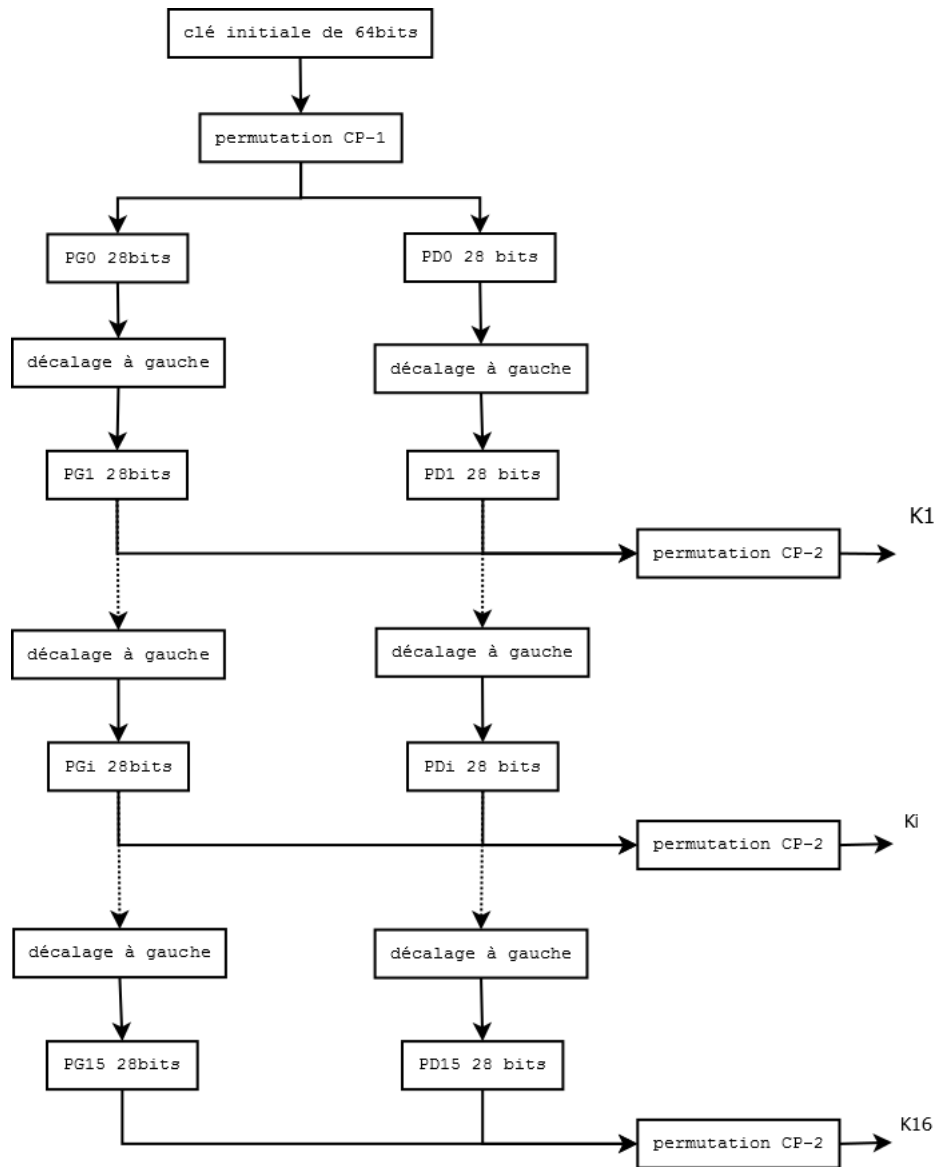 clé initiale de 64bits
permutation CP-1
PG0 28bits
PD0 28 bits
décalage à gauche
décalage à gauche
PG1 28bits
PD1 28 bits
K1
permutation CP-2
décalage à gauche
décalage à gauche
PGi 28bits
PDi 28 bits
Ki
permutation CP-2
décalage à gauche
décalage à gauche
PG15 28bits
PD15 28 bits
K16
permutation CP-2